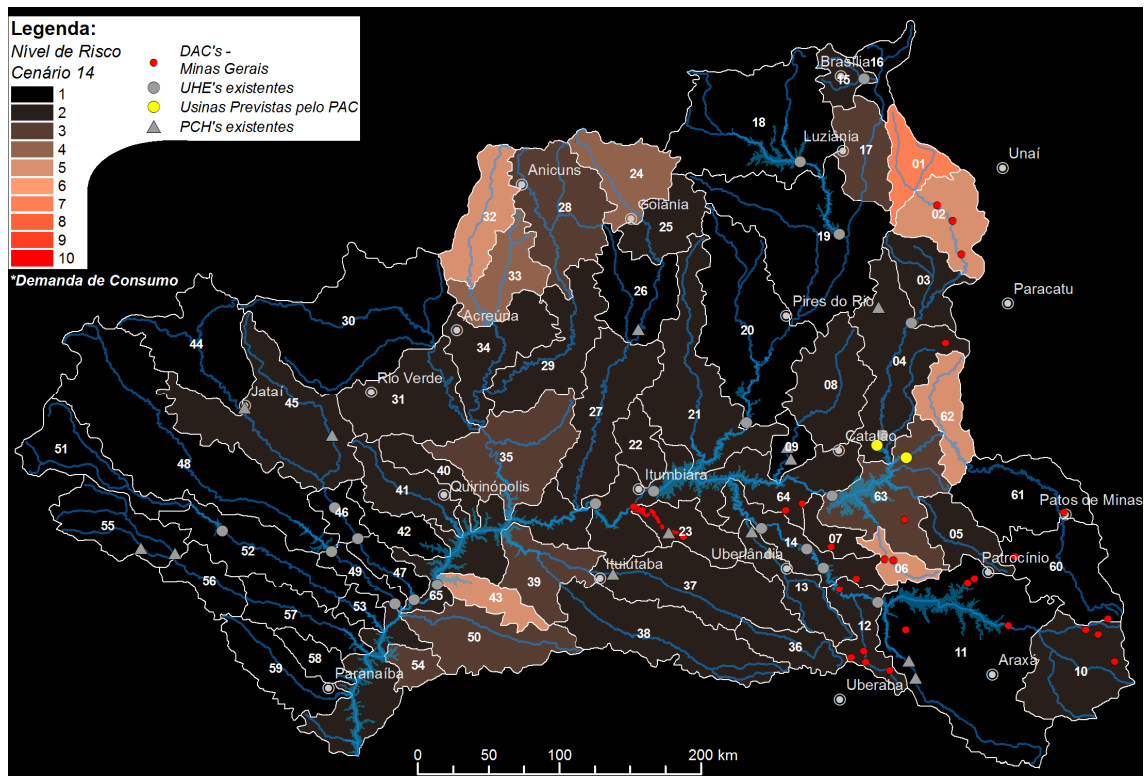 Legenda:
Nível de Risco
Cenário 14
1
2
3
4
5
6
7
8
9
10
*Demanda de Consumo
DAC's -
Minas Gerais
UHE's existentes
Usinas Previstas pelo PAC
PCH's existentes
Brasília
16
15
18
Luziânia
17
01
Unaí
Anicuns
24
28
02
32
Goiania
25
19
03
33
26
Paracatu
30
Acreúna
Pires do Rio
20
44
34
29
04
Rio Verde
31
08
Jataí
45
27
21
62
22
Catalão
09
51
35
40
48
Quirinópolis
Itumbiara
41
64
63
61
Patos de Minas
46
42
23
14
07
05
55
52
Uberlândia
Patrocínio
49
47
Ituiútaba
06
60
56
39
37
13
65
43
53
57
12
50
38
36
11
58
54
59
Paranaíba
Araxá
10
Uberaba
0 50 100 200 km